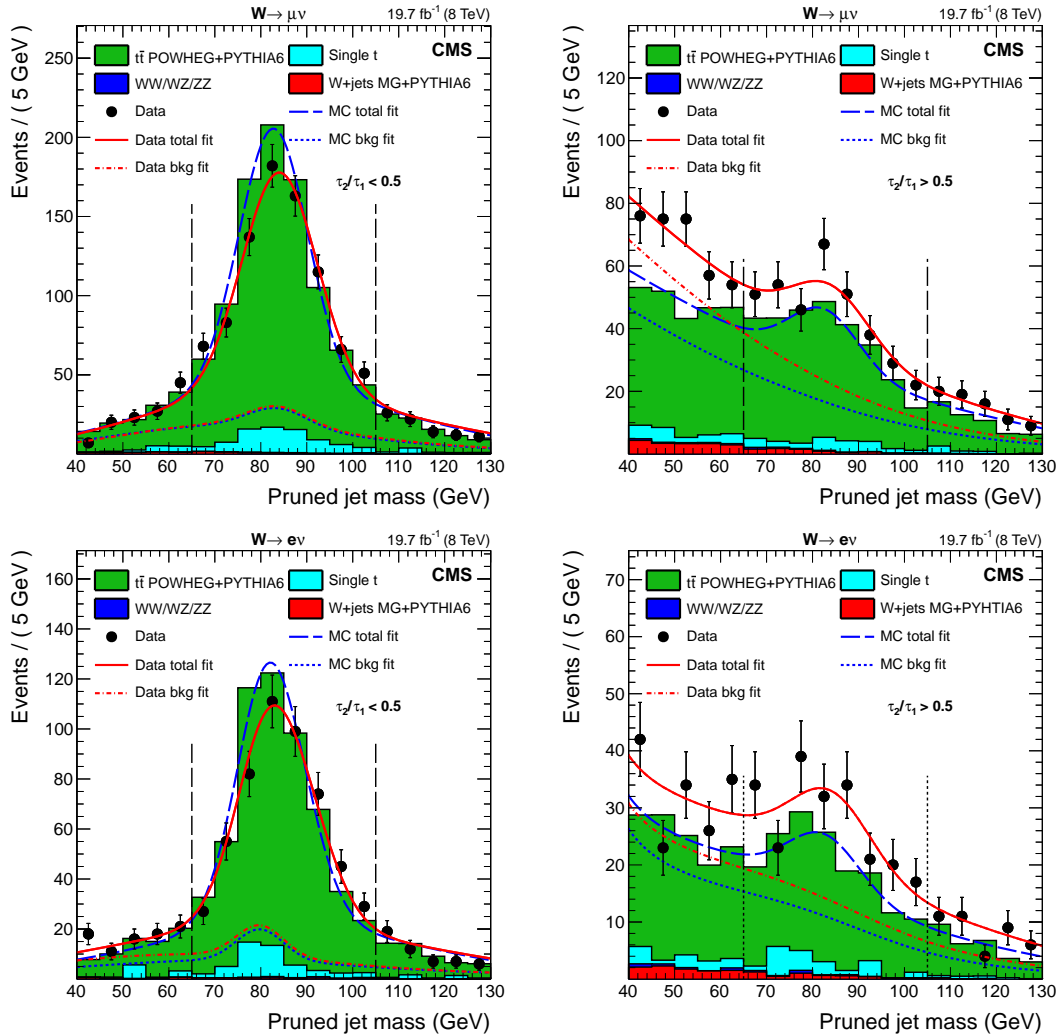 W→ μν 19.7 fb⁻¹ (8 TeV)
CMS
tt̄ POWHEG+PYTHIA6 Single t
WW/WZ/ZZ W+jets MG+PYTHIA6
Data MC total fit
Data total fit MC bkg fit
Data bkg fit
τ₂/τ₁ < 0.5
Events / ( 5 GeV )
250
200
150
100
50
40 50 60 70 80 90 100 110 120 130
Pruned jet mass (GeV)
W→ μν 19.7 fb⁻¹ (8 TeV)
CMS
tt̄ POWHEG+PYTHIA6 Single t
WW/WZ/ZZ W+jets MG+PYTHIA6
Data MC total fit
Data total fit MC bkg fit
Data bkg fit
τ₂/τ₁ > 0.5
Events / ( 5 GeV )
120
100
80
60
40
20
40 50 60 70 80 90 100 110 120 130
Pruned jet mass (GeV)
W→ eν 19.7 fb⁻¹ (8 TeV)
CMS
tt̄ POWHEG+PYTHIA6 Single t
WW/WZ/ZZ W+jets MG+PYTHIA6
Data MC total fit
Data total fit MC bkg fit
Data bkg fit
τ₂/τ₁ < 0.5
Events / ( 5 GeV )
160
140
120
100
80
60
40
20
40 50 60 70 80 90 100 110 120 130
Pruned jet mass (GeV)
W→ eν 19.7 fb⁻¹ (8 TeV)
CMS
tt̄ POWHEG+PYTHIA6 Single t
WW/WZ/ZZ W+jets MG+PYHTIA6
Data MC total fit
Data total fit MC bkg fit
Data bkg fit
τ₂/τ₁ > 0.5
Events / ( 5 GeV )
70
60
50
40
30
20
10
40 50 60 70 80 90 100 110 120 130
Pruned jet mass (GeV)